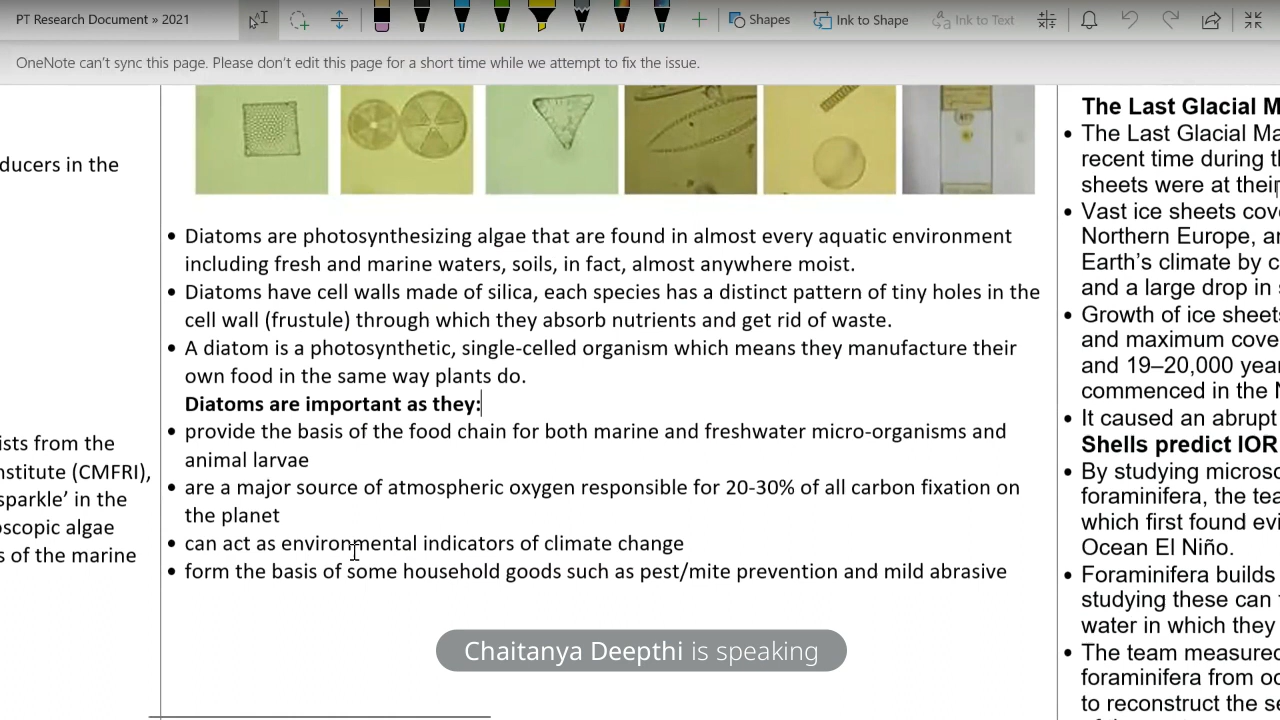 PT Research Document » 2021
Shapes
Ink to Shape
Ink to Text
OneNote can't sync this page. Please don't edit this page for a short time while we attempt to fix the issue.
ducers in the
ists from the
nstitute (CMFRI),
sparkle’ in the
oscopic algae
s of the marine
• Diatoms are photosynthesizing algae that are found in almost every aquatic environment
including fresh and marine waters, soils, in fact, almost anywhere moist.
• Diatoms have cell walls made of silica, each species has a distinct pattern of tiny holes in the
cell wall (frustule) through which they absorb nutrients and get rid of waste.
• A diatom is a photosynthetic, single-celled organism which means they manufacture their
own food in the same way plants do.
Diatoms are important as they:
• provide the basis of the food chain for both marine and freshwater micro-organisms and
animal larvae
• are a major source of atmospheric oxygen responsible for 20-30% of all carbon fixation on
the planet
• can act as environmental indicators of climate change
• form the basis of some household goods such as pest/mite prevention and mild abrasive
Chaitanya Deepthi is speaking
The Last Glacial M
• The Last Glacial Ma
recent time during t
sheets were at their
• Vast ice sheets cov
Northern Europe, a
Earth’s climate by c
and a large drop in
• Growth of ice sheet
and maximum cove
and 19–20,000 year
commenced in the N
• It caused an abrupt
Shells predict IOR
• By studying micros
foraminifera, the tea
which first found evi
Ocean El Niño.
• Foraminifera builds
studying these can
water in which they
• The team measured
foraminifera from oc
to reconstruct the se